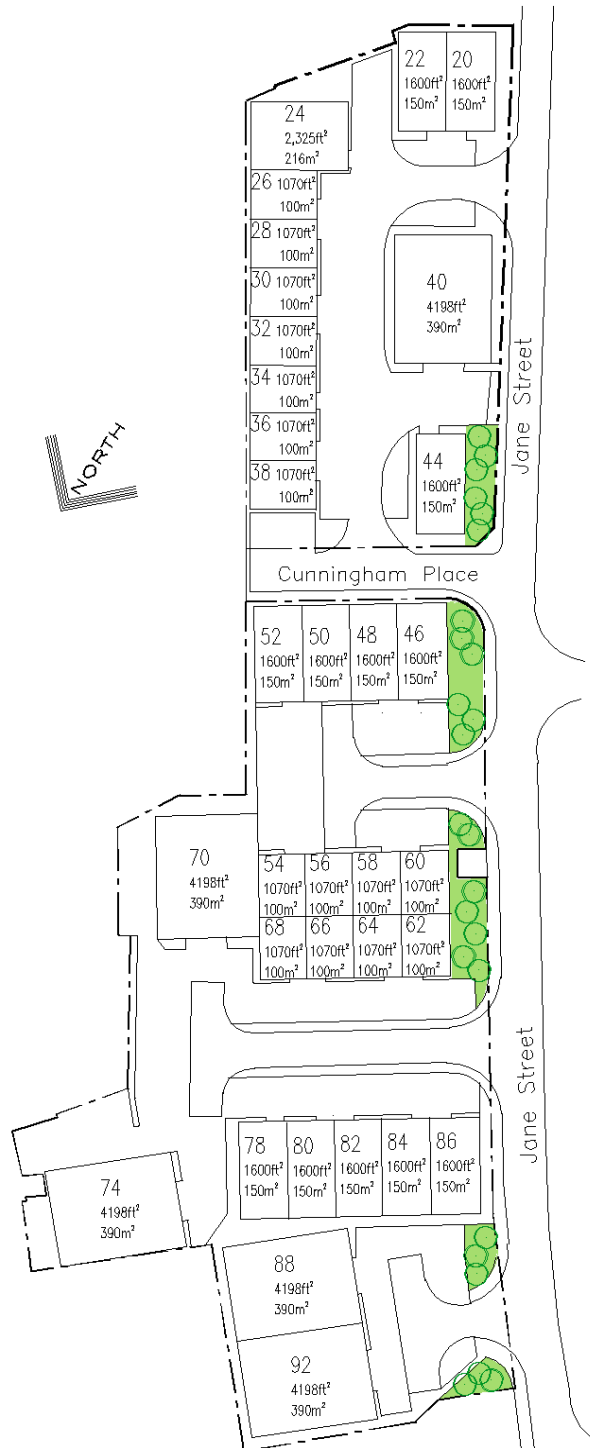 22
1600ft²
150m²
20
1600ft²
150m²
24
2,325ft²
216m²
26 1070ft²
100m²
28 1070ft²
100m²
30 1070ft²
100m²
32 1070ft²
100m²
34 1070ft²
100m²
36 1070ft²
100m²
38 1070ft²
100m²
40
4198ft²
390m²
Jane Street
44
1600ft²
150m²
NORTH
Cunningham Place
52
1600ft²
150m²
50
1600ft²
150m²
48
1600ft²
150m²
46
1600ft²
150m²
70
4198ft²
390m²
54
1070ft²
100m²
56
1070ft²
100m²
58
1070ft²
100m²
60
1070ft²
100m²
68
1070ft²
100m²
66
1070ft²
100m²
64
1070ft²
100m²
62
1070ft²
100m²
Jane Street
78
1600ft²
150m²
80
1600ft²
150m²
82
1600ft²
150m²
84
1600ft²
150m²
86
1600ft²
150m²
74
4198ft²
390m²
88
4198ft²
390m²
92
4198ft²
390m²